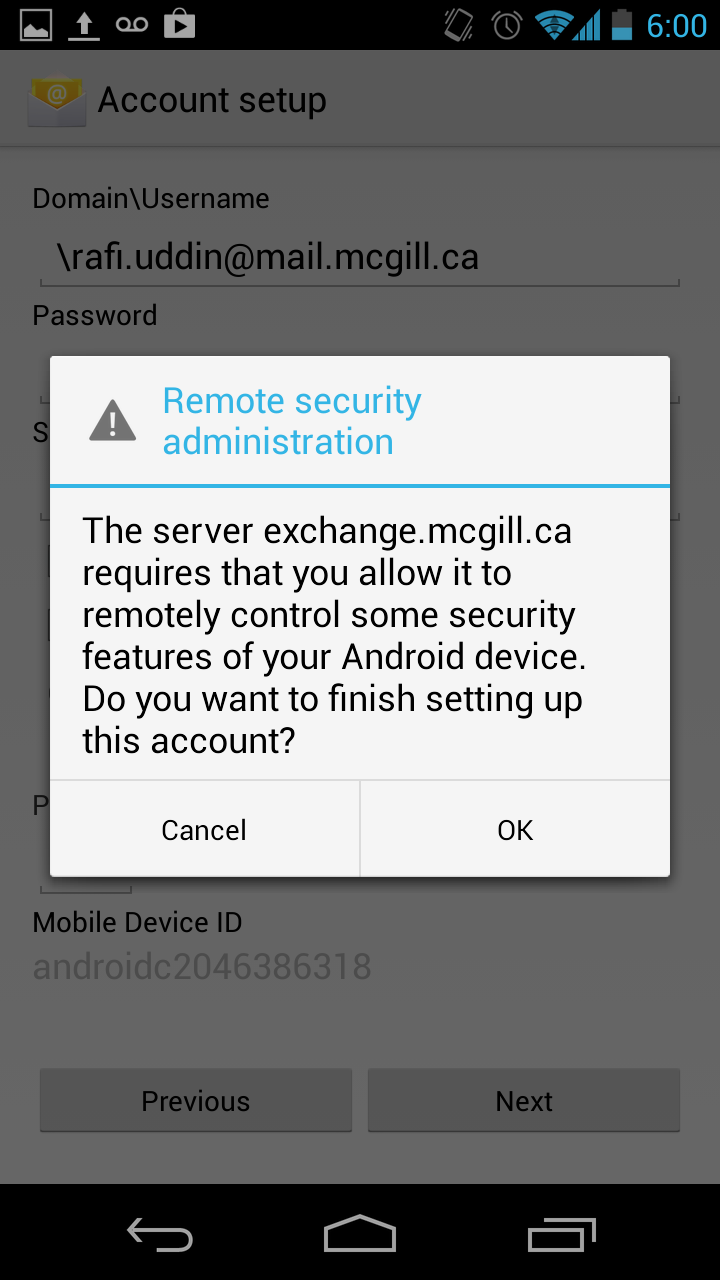 6:00
Account setup
Domain\Username
\rafi.uddin@mail.mcgill.ca
Password
Remote security
administration
S
The server exchange.mcgill.ca
requires that you allow it to
remotely control some security
features of your Android device.
Do you want to finish setting up
this account?
P
Cancel
OK
Mobile Device ID
androidc2046386318
Previous
Next